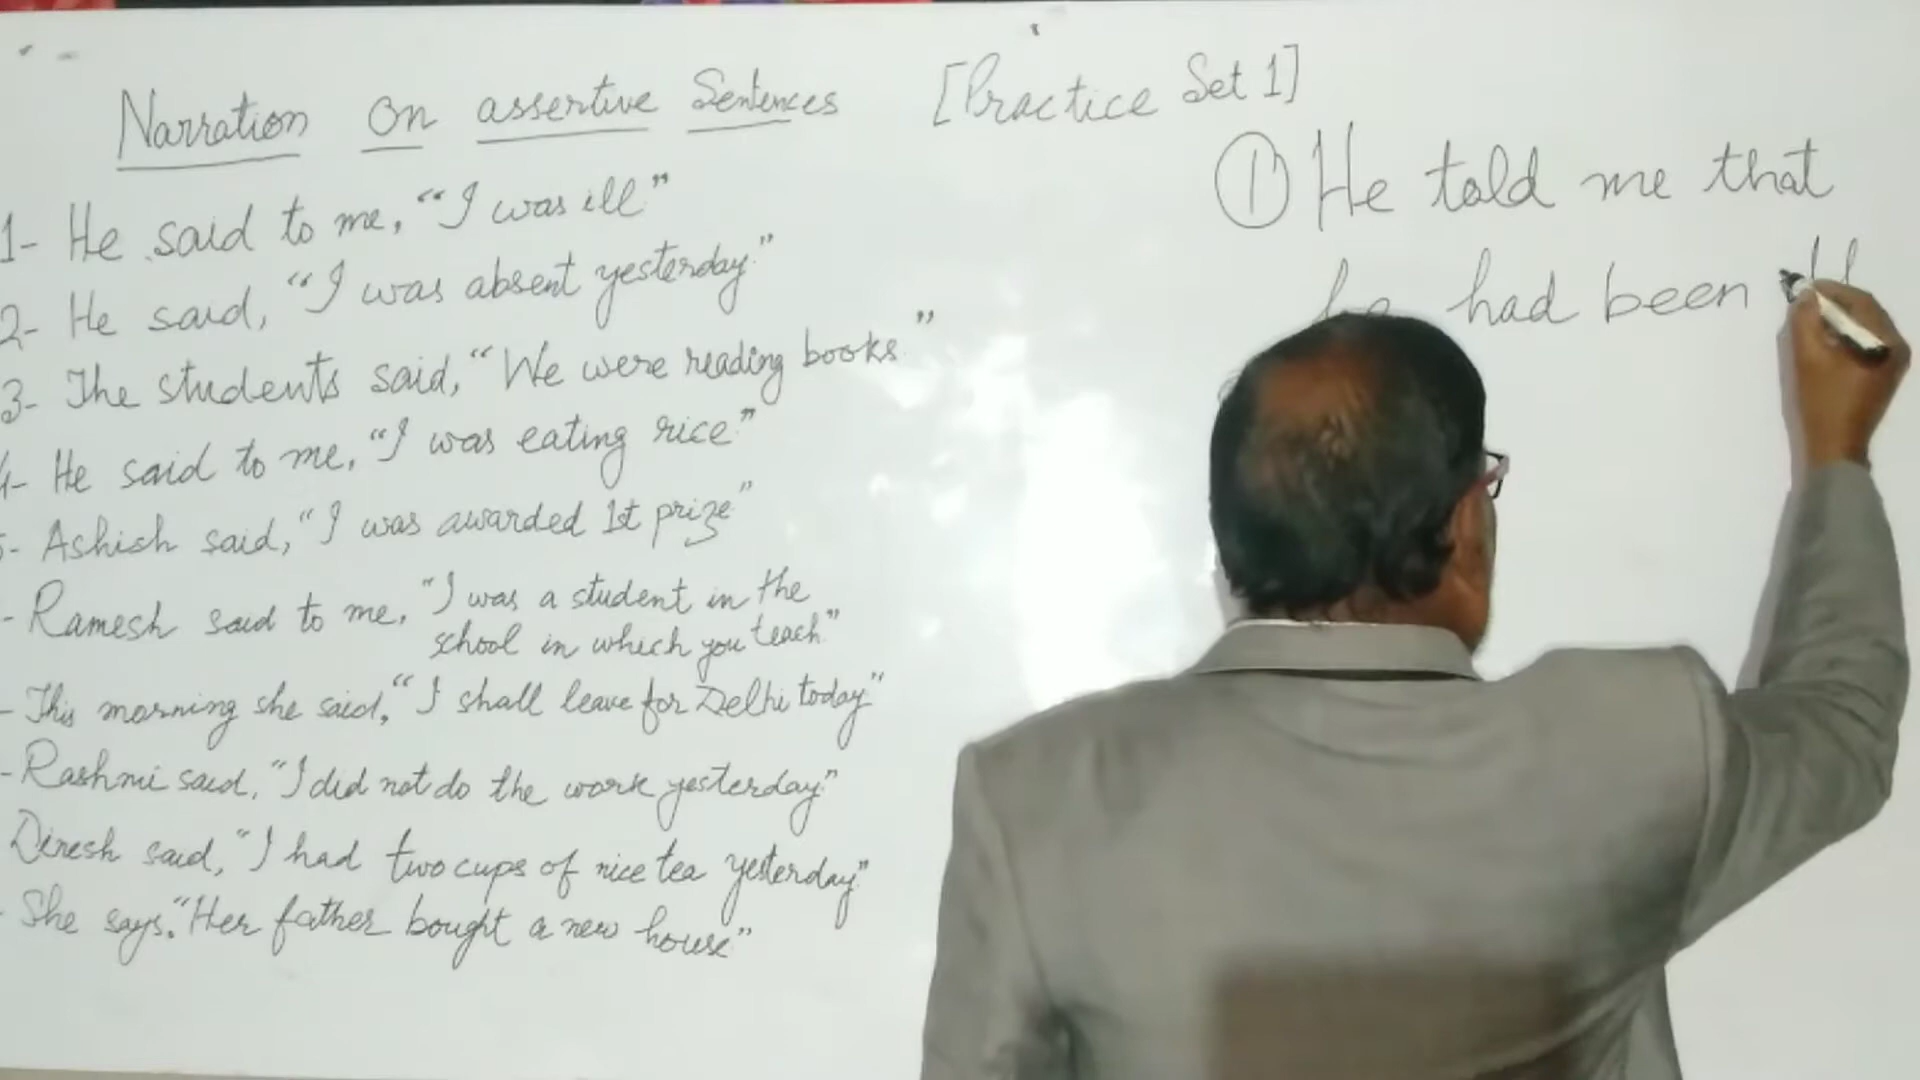 Narration on assertive Sentences [Practice Set 1]
1- He said to me, "I was ill"
2- He said, "I was absent yesterday."
3- The students said, "We were reading books."
4- He said to me, "I was eating rice."
- Ashish said, "I was awarded 1st prize"
- Ramesh said to me, "I was a student in the
school in which you teach"
- This morning she said, "I shall leave for Delhi today"
- Rashmi said, "I did not do the work yesterday"
Dinesh said, "I had two cups of nice tea yesterday"
- She says, "Her father bought a new house"
① He told me that
he had been